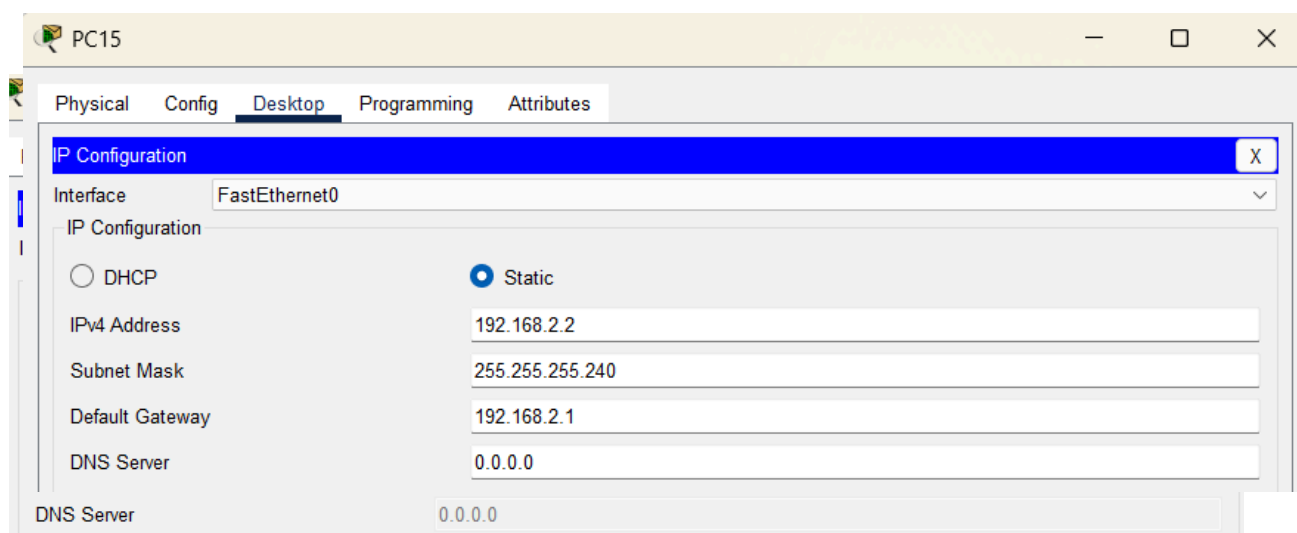 PC15
Physical Config Desktop Programming Attributes
IP Configuration X
Interface FastEthernet0
IP Configuration
DHCP Static
IPv4 Address 192.168.2.2
Subnet Mask 255.255.255.240
Default Gateway 192.168.2.1
DNS Server 0.0.0.0
DNS Server 0.0.0.0